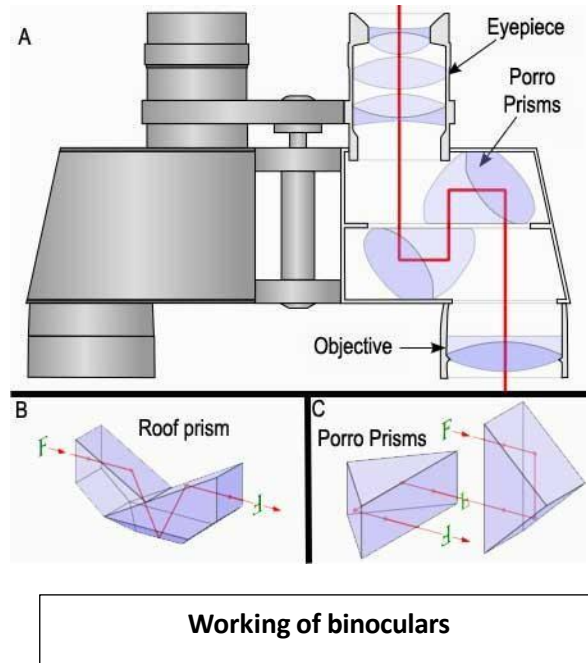 A
Eyepiece
Porro
Prisms
Objective
B
Roof prism
F
F
C
Porro Prisms
F
F
Working of binoculars